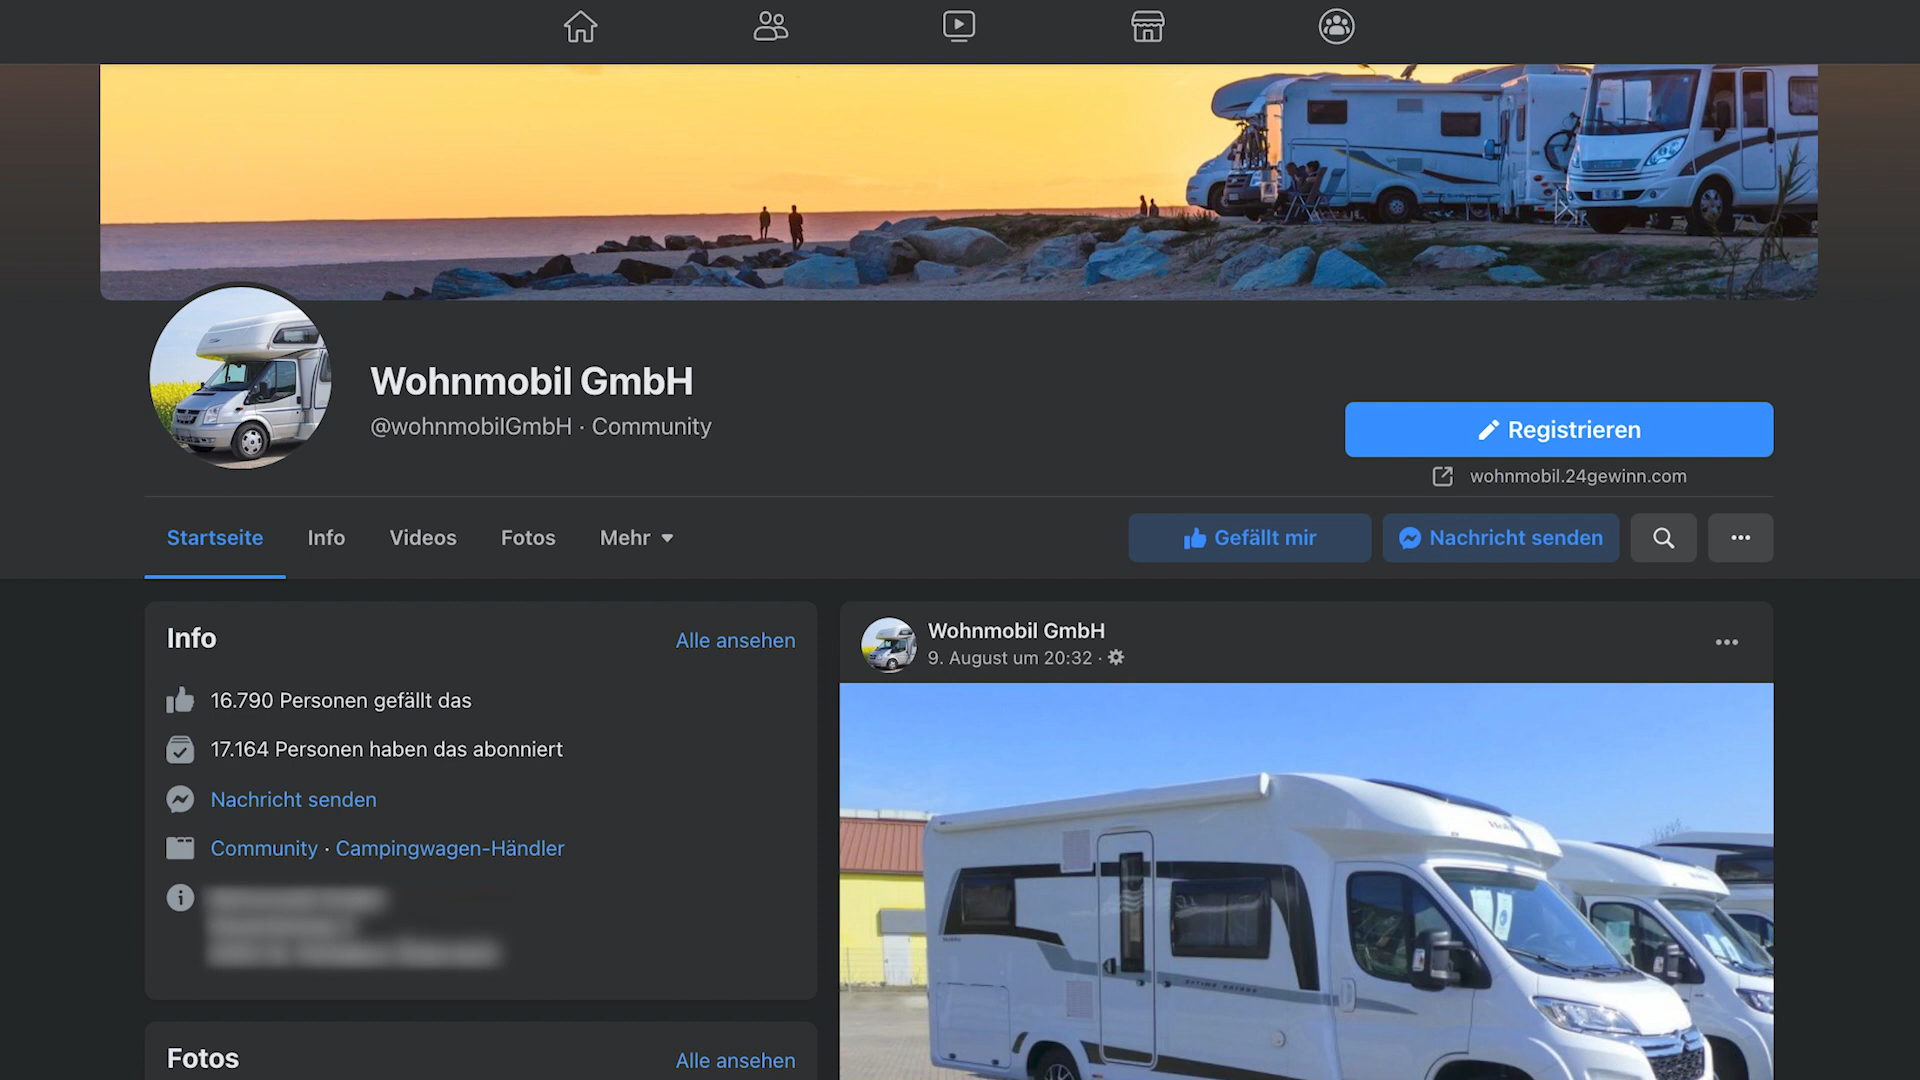 Wohnmobil GmbH
@wohnmobilGmbH · Community
Registrieren
wohnmobil.24gewinn.com
Startseite
Info
Videos
Fotos
Mehr
Gefällt mir
Nachricht senden
Info
Alle ansehen
16.790 Personen gefällt das
17.164 Personen haben das abonniert
Nachricht senden
Community · Campingwagen-Händler
Fotos
Alle ansehen
Wohnmobil GmbH
9. August um 20:32 ·